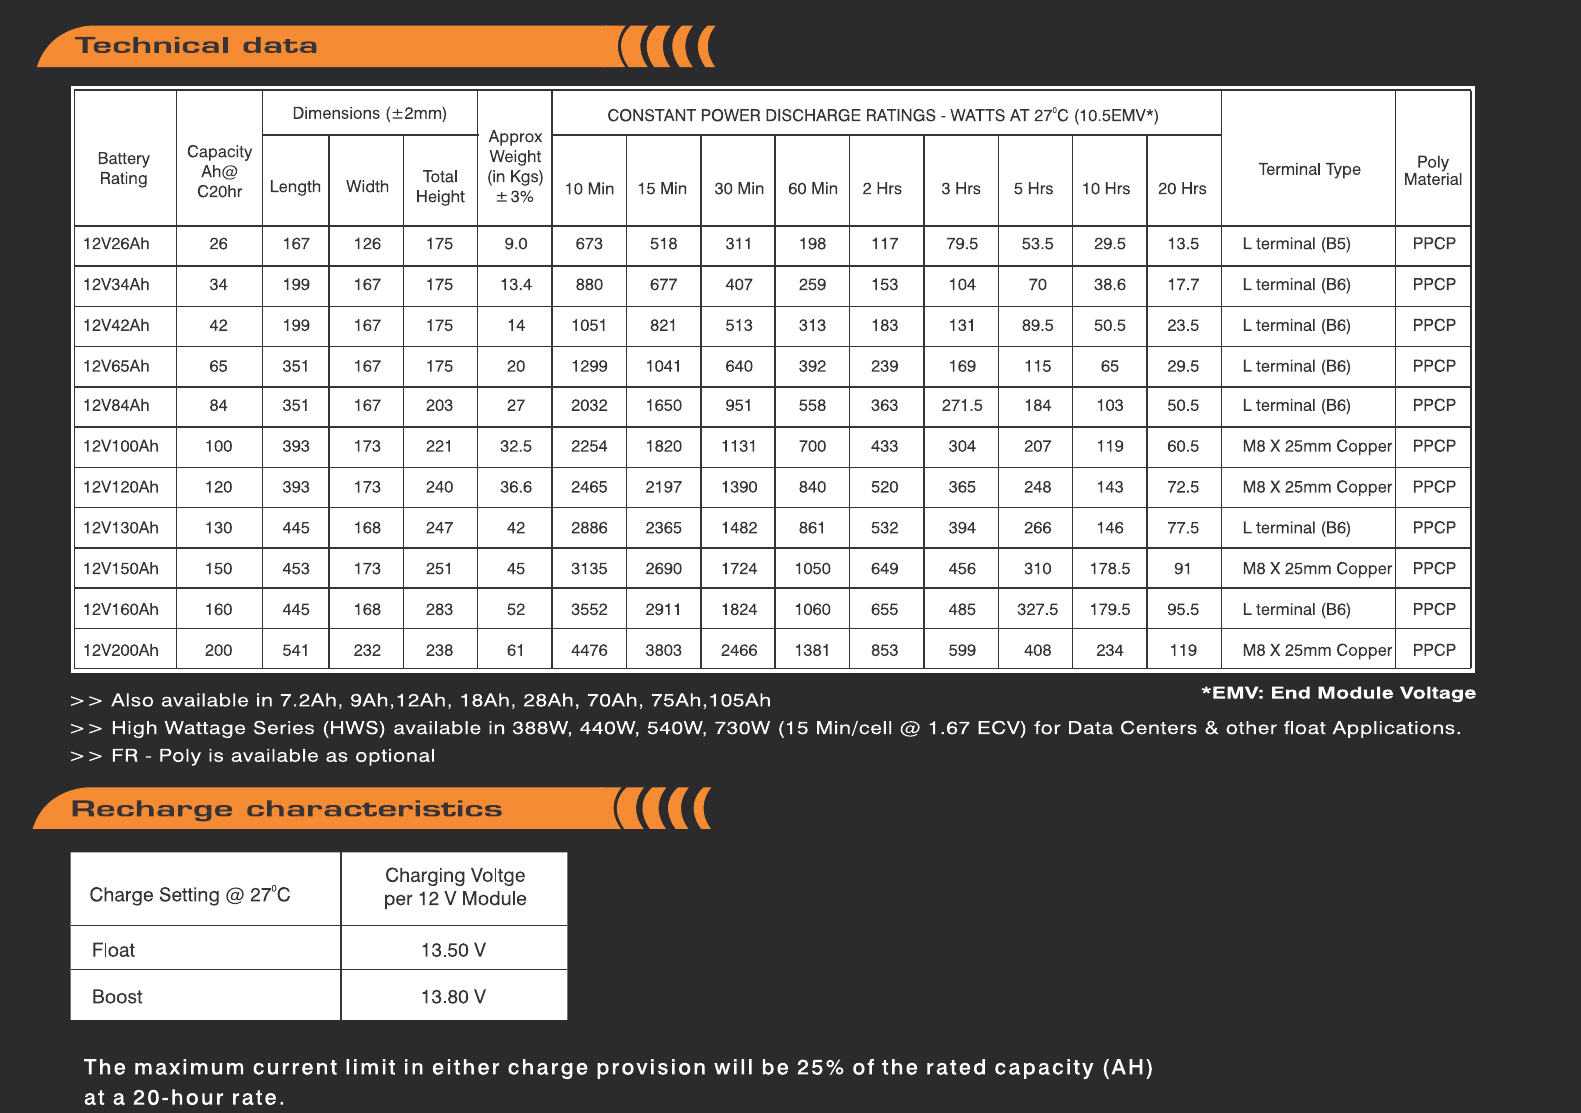 Technical data
Battery Rating | Capacity Ah@ C20hr | Dimensions (±2mm) | Approx Weight (in Kgs) ± 3% | CONSTANT POWER DISCHARGE RATINGS - WATTS AT 27⁰C (10.5EMV*) | Terminal Type | Poly Material
Length | Width | Total Height | 10 Min | 15 Min | 30 Min | 60 Min | 2 Hrs | 3 Hrs | 5 Hrs | 10 Hrs | 20 Hrs
12V26Ah 26 167 126 175 9.0 673 518 311 198 117 79.5 53.5 29.5 13.5 L terminal (B5) PPCP
12V34Ah 34 199 167 175 13.4 880 677 407 259 153 104 70 38.6 17.7 L terminal (B6) PPCP
12V42Ah 42 199 167 175 14 1051 821 513 313 183 131 89.5 50.5 23.5 L terminal (B6) PPCP
12V65Ah 65 351 167 175 20 1299 1041 640 392 239 169 115 65 29.5 L terminal (B6) PPCP
12V84Ah 84 351 167 203 27 2032 1650 951 558 363 271.5 184 103 50.5 L terminal (B6) PPCP
12V100Ah 100 393 173 221 32.5 2254 1820 1131 700 433 304 207 119 60.5 M8 X 25mm Copper PPCP
12V120Ah 120 393 173 240 36.6 2465 2197 1390 840 520 365 248 143 72.5 M8 X 25mm Copper PPCP
12V130Ah 130 445 168 247 42 2886 2365 1482 861 532 394 266 146 77.5 L terminal (B6) PPCP
12V150Ah 150 453 173 251 45 3135 2690 1724 1050 649 456 310 178.5 91 M8 X 25mm Copper PPCP
12V160Ah 160 445 168 283 52 3552 2911 1824 1060 655 485 327.5 179.5 95.5 L terminal (B6) PPCP
12V200Ah 200 541 232 238 61 4476 3803 2466 1381 853 599 408 234 119 M8 X 25mm Copper PPCP
*EMV: End Module Voltage
>> Also available in 7.2Ah, 9Ah,12Ah, 18Ah, 28Ah, 70Ah, 75Ah,105Ah
>> High Wattage Series (HWS) available in 388W, 440W, 540W, 730W (15 Min/cell @ 1.67 ECV) for Data Centers & other float Applications.
>> FR - Poly is available as optional
Recharge characteristics
Charge Setting @ 27⁰C | Charging Voltge per 12 V Module
Float 13.50 V
Boost 13.80 V
The maximum current limit in either charge provision will be 25% of the rated capacity (AH)
at a 20-hour rate.